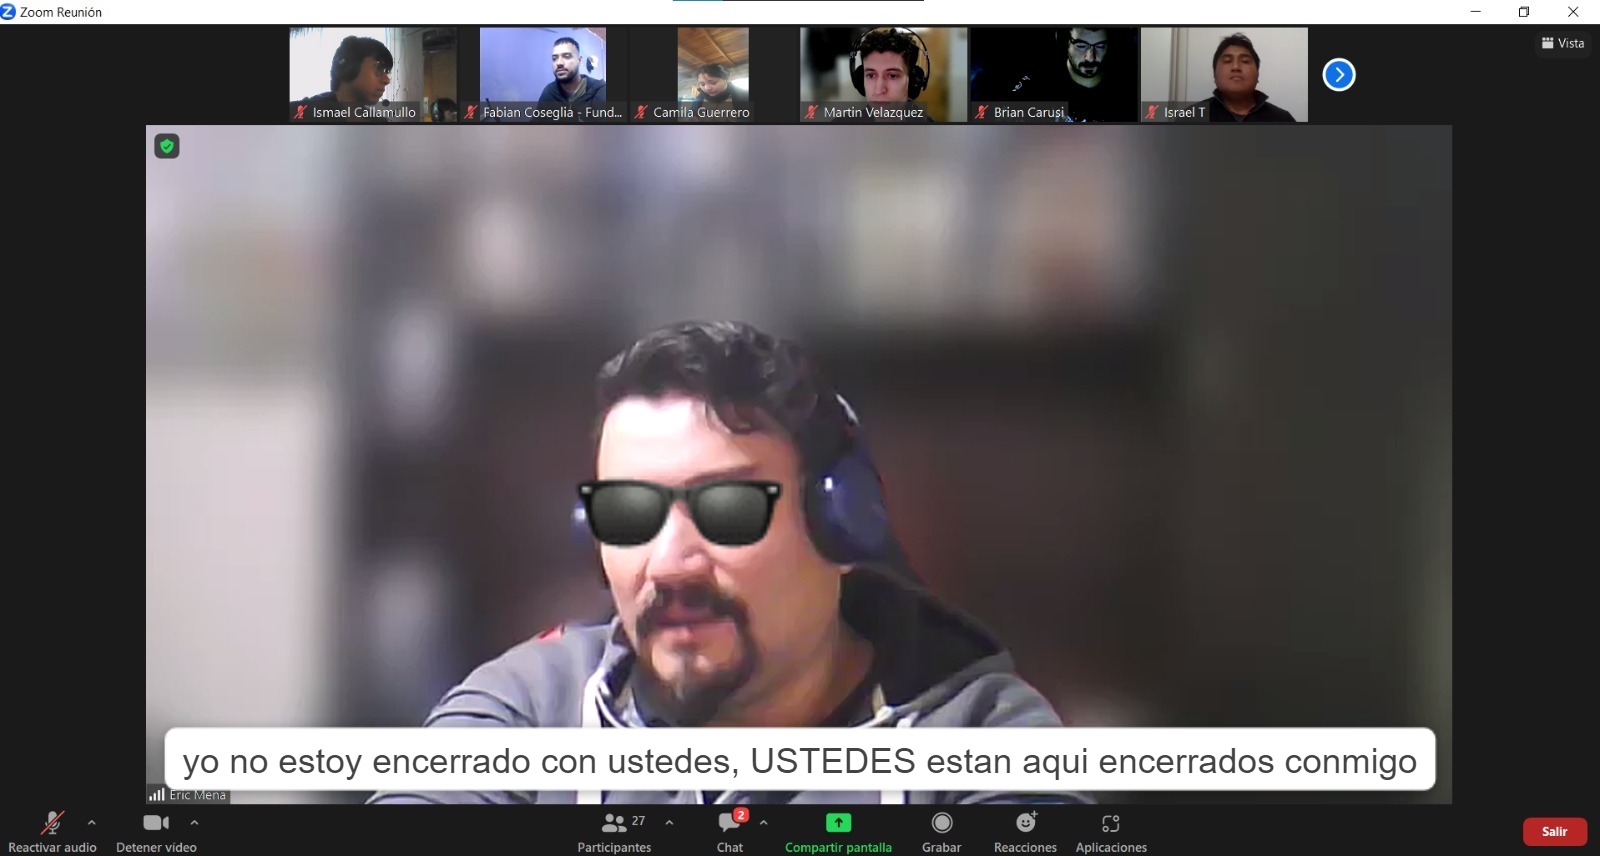 Zoom Reunión
Vista
Ismael Callamullo
Fabian Coseglia - Fund...
Camila Guerrero
Martin Velazquez
Brian Carusi
Israel T
yo no estoy encerrado con ustedes, USTEDES estan aqui encerrados conmigo
Eric Mena
27
2
Reactivar audio
Detener vídeo
Participantes
Chat
Compartir pantalla
Grabar
Reacciones
Aplicaciones
Salir